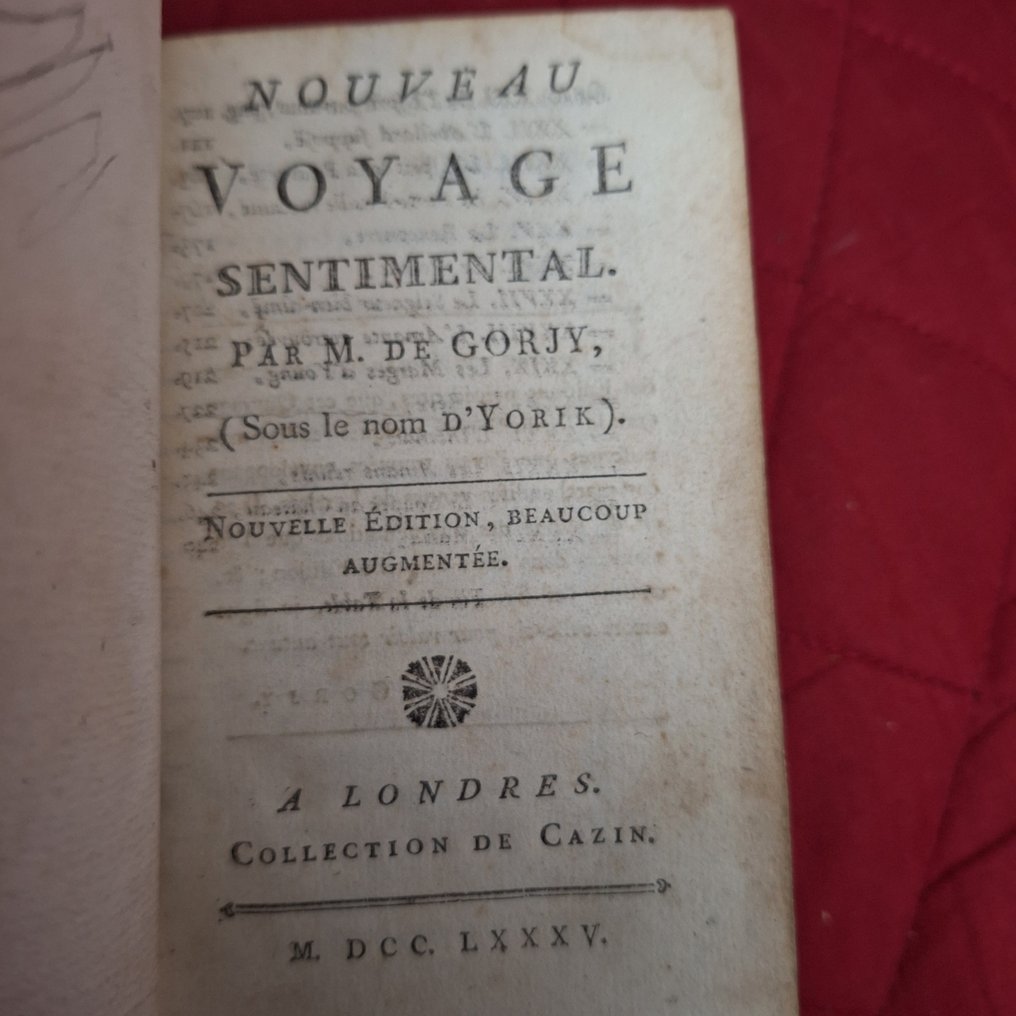 NOUVEAU
VOYAGE
SENTIMENTAL.
PAR M. DE GORJY,
(Sous le nom D'YORIK).
NOUVELLE ÉDITION, BEAUCOUP
AUGMENTÉE.
A LONDRES.
COLLECTION DE CAZIN.
M. DCC. LXXXV.